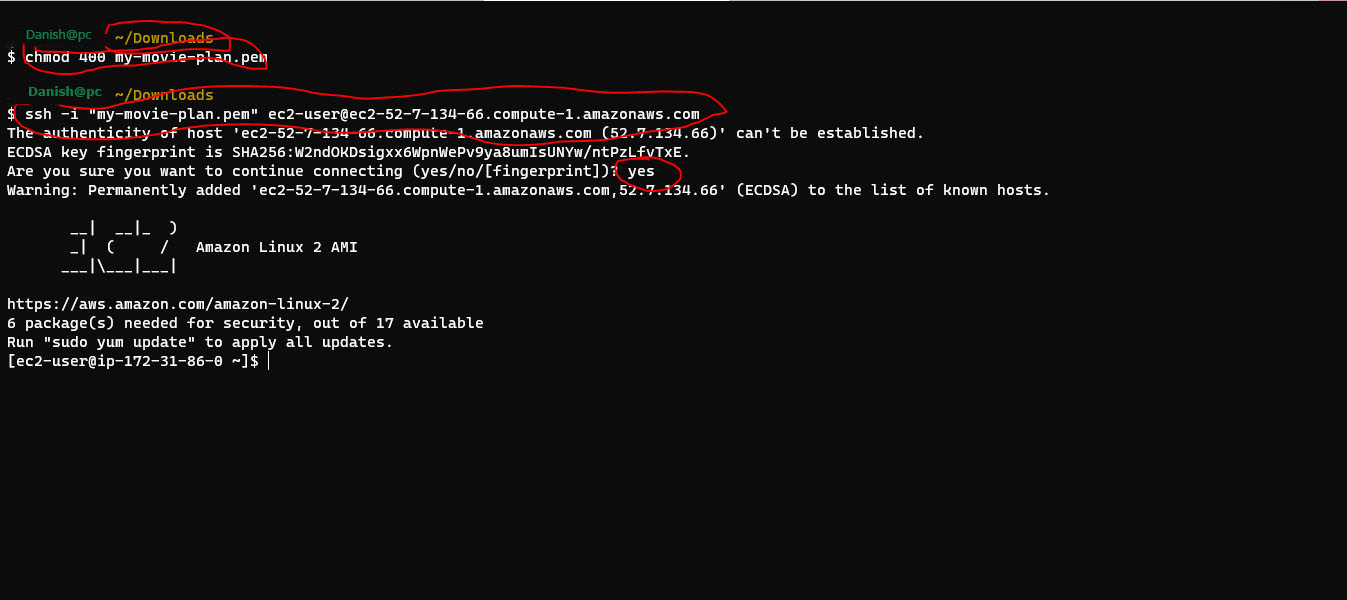 Danish@pc ~/Downloads
$ chmod 400 my-movie-plan.pem
Danish@pc ~/Downloads
$ ssh -i "my-movie-plan.pem" ec2-user@ec2-52-7-134-66.compute-1.amazonaws.com
The authenticity of host 'ec2-52-7-134-66.compute-1.amazonaws.com (52.7.134.66)' can't be established.
ECDSA key fingerprint is SHA256:W2ndOKDsigxx6WpnWePv9ya8umIsUNYw/ntPzLfvTxE.
Are you sure you want to continue connecting (yes/no/[fingerprint])? yes
Warning: Permanently added 'ec2-52-7-134-66.compute-1.amazonaws.com,52.7.134.66' (ECDSA) to the list of known hosts.
__|  __|_  )
_|  (     /   Amazon Linux 2 AMI
___|\___|___|
https://aws.amazon.com/amazon-linux-2/
6 package(s) needed for security, out of 17 available
Run "sudo yum update" to apply all updates.
[ec2-user@ip-172-31-86-0 ~]$